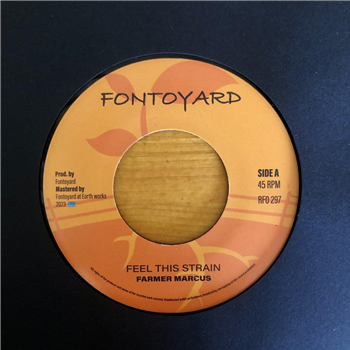 FONTOYARD
Prod. by
Fontoyard
Mastered by
Fontoyard at Earth works
2023
SIDE A
45 RPM
RFO 297
FEEL THIS STRAIN
FARMER MARCUS